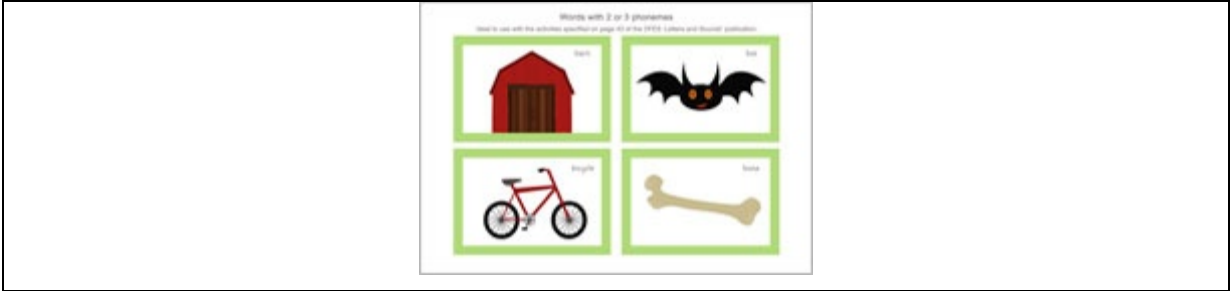 Words with 2 or 3 phonemes
Used to use with the activities specified on page 43 of the DFES 'Letters and Sounds' publication.
barn
bat
bicycle
bone